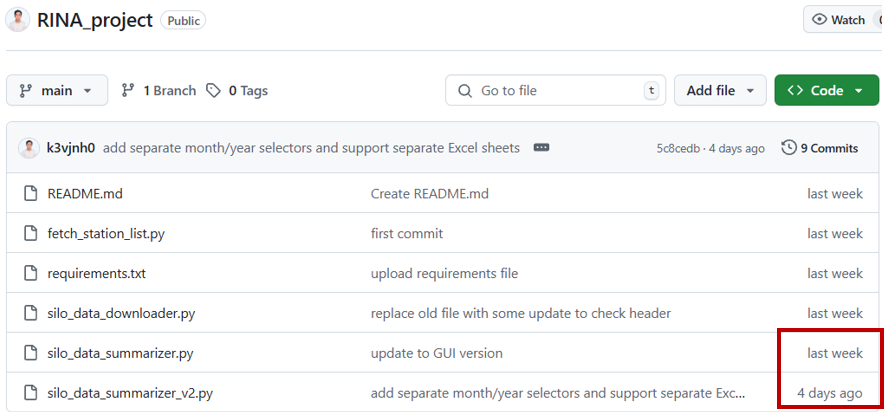 RINA_project Public Watch
main 1 Branch 0 Tags Go to file t Add file Code
k3vjnh0 add separate month/year selectors and support separate Excel sheets 5c8cedb · 4 days ago 9 Commits
README.md Create README.md last week
fetch_station_list.py first commit last week
requirements.txt upload requirements file last week
silo_data_downloader.py replace old file with some update to check header last week
silo_data_summarizer.py update to GUI version last week
silo_data_summarizer_v2.py add separate month/year selectors and support separate Exc... 4 days ago